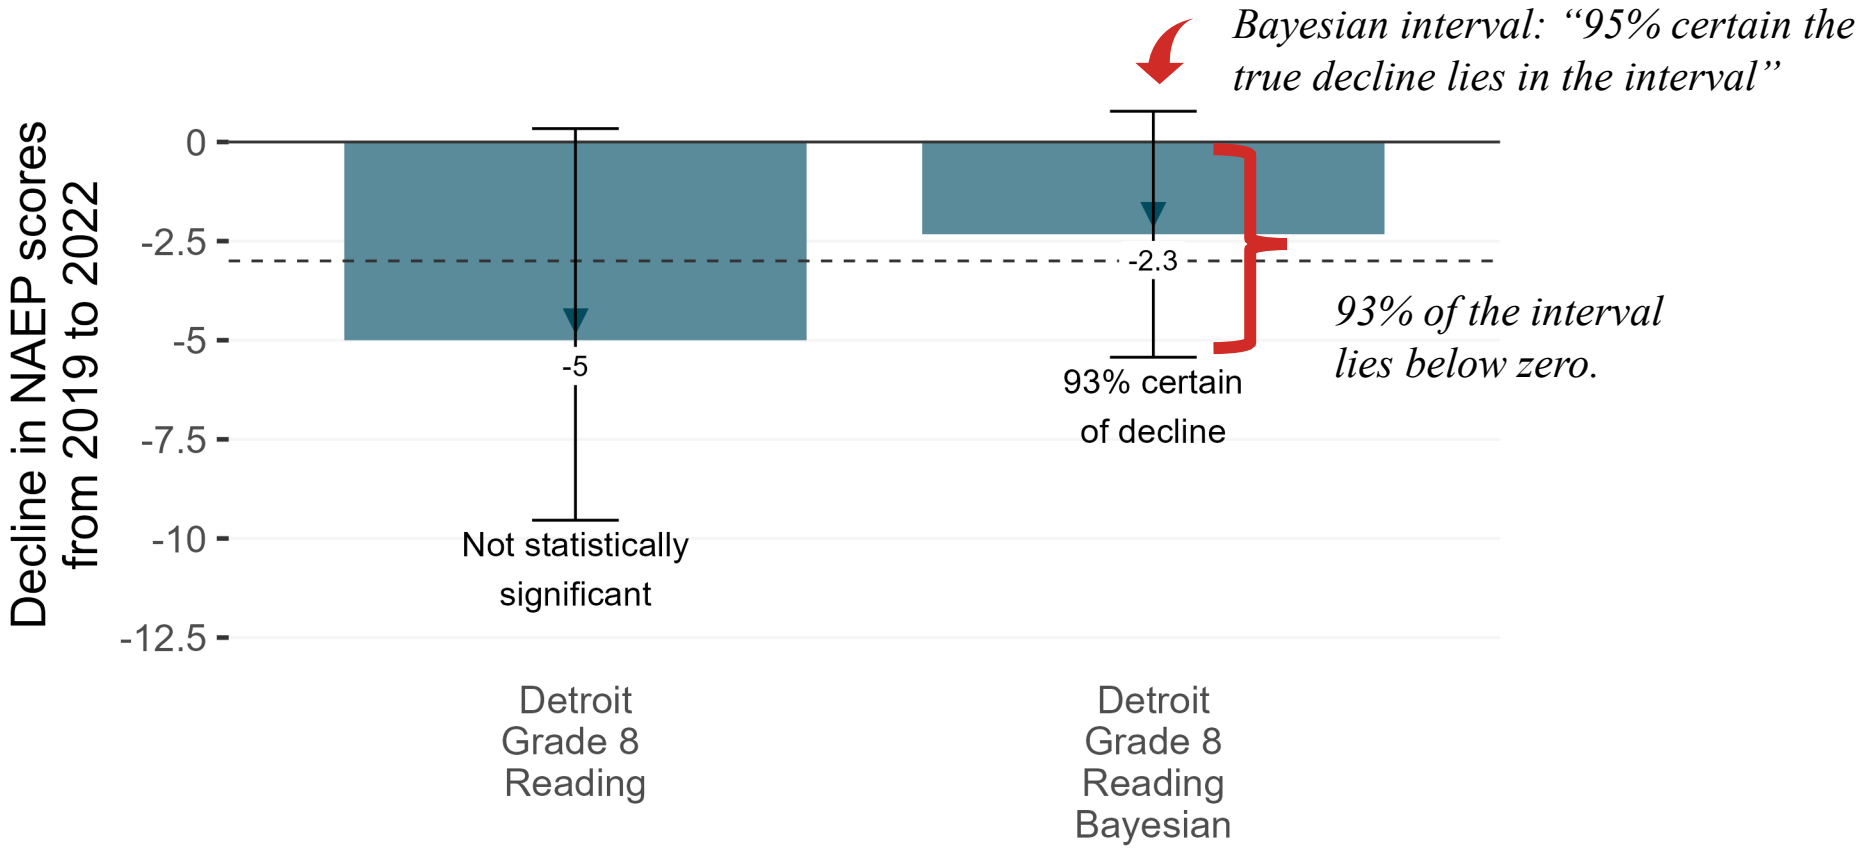 Bayesian interval: “95% certain the
true decline lies in the interval”
Decline in NAEP scores
from 2019 to 2022
0
-2.5
-5
-7.5
-10
-12.5
-5
Not statistically
significant
-2.3
93% certain
of decline
93% of the interval
lies below zero.
Detroit
Grade 8
Reading
Detroit
Grade 8
Reading
Bayesian